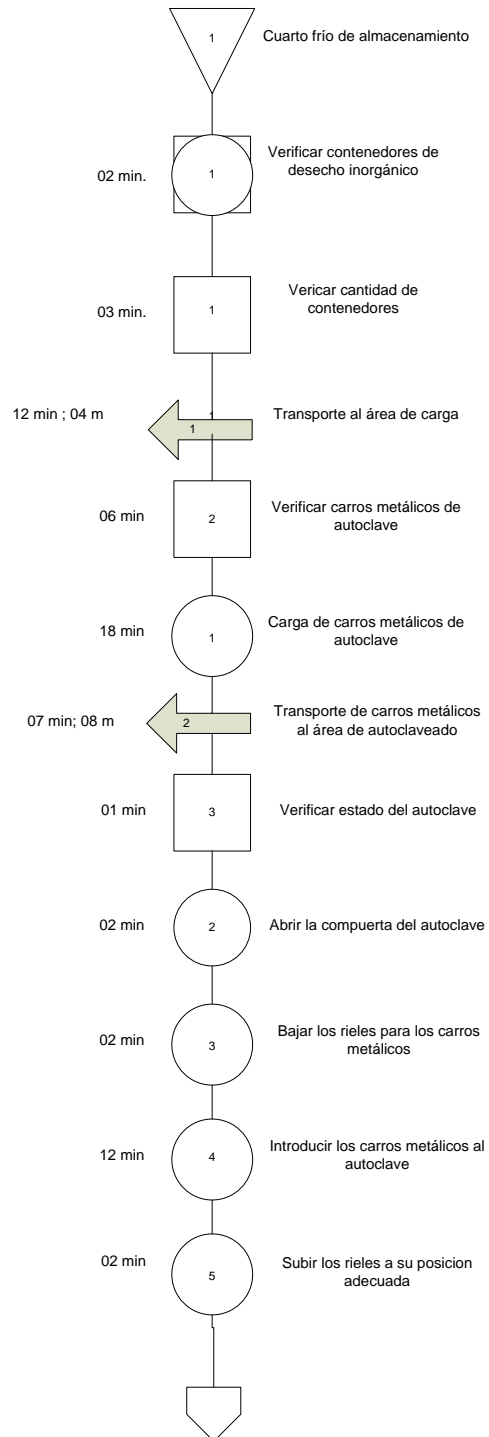 1
Cuarto frío de almacenamiento
02 min.
1
Verificar contenedores de
desecho inorgánico
03 min.
1
Vericar cantidad de
contenedores
12 min ; 04 m
1
1
Transporte al área de carga
06 min
2
Verificar carros metálicos de
autoclave
18 min
1
Carga de carros metálicos de
autoclave
07 min; 08 m
2
Transporte de carros metálicos
al área de autoclaveado
01 min
3
Verificar estado del autoclave
02 min
2
Abrir la compuerta del autoclave
02 min
3
Bajar los rieles para los carros
metálicos
12 min
4
Introducir los carros metálicos al
autoclave
02 min
5
Subir los rieles a su posicion
adecuada